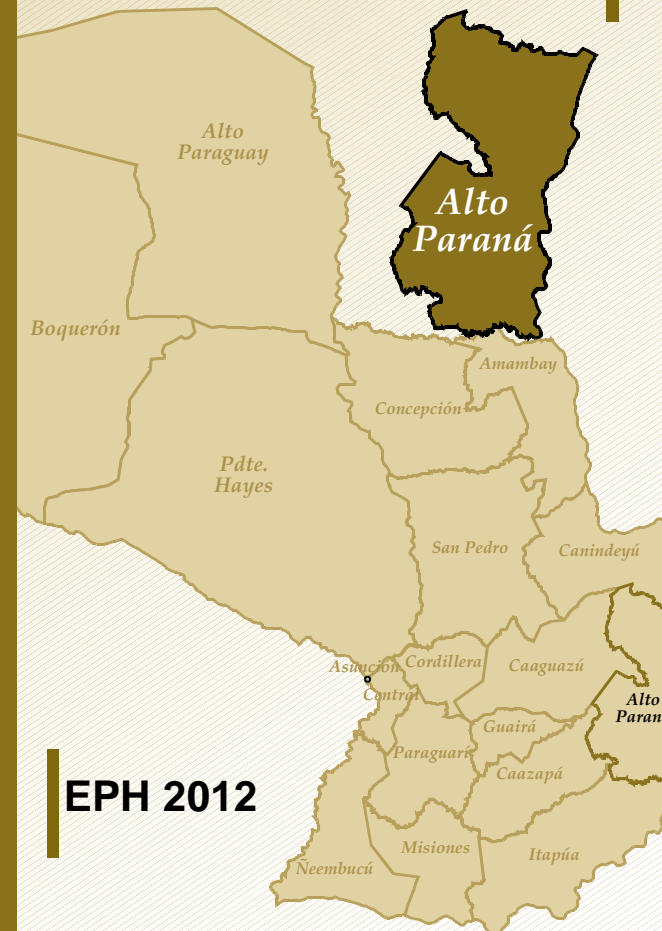 Alto
Paraguay
Alto
Paraná
Boquerón
Amambay
Concepción
Pdte.
Hayes
San Pedro
Canindeyú
Asunción
Cordillera
Caaguazú
Central
Alto
Paran
Guairá
Paraguarí
Caazapá
EPH 2012
Misiones
Itapúa
Ñeembucú